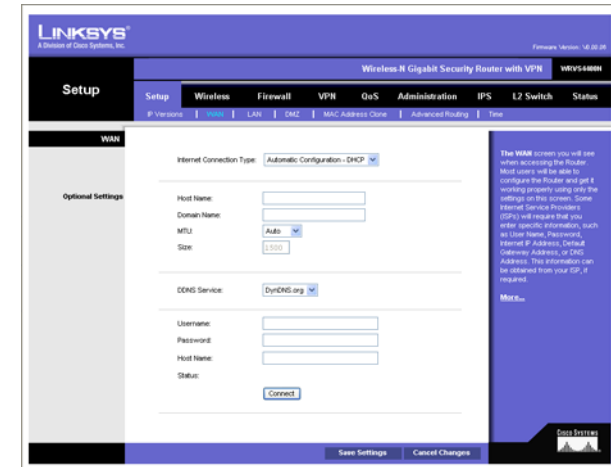 LINKSYS®
A Division of Cisco Systems, Inc.
Firmware Version: V0.00.08
Wireless-N Gigabit Security Router with VPN WRVS4400N
Setup
Setup Wireless Firewall VPN QoS Administration IPS L2 Switch Status
IP Versions | WAN | LAN | DMZ | MAC Address Clone | Advanced Routing | Time
WAN
Internet Connection Type: Automatic Configuration - DHCP
Optional Settings
Host Name:
Domain Name:
MTU: Auto
Size: 1500
DDNS Service: DynDNS.org
Username:
Password:
Host Name:
Status:
Connect
The WAN screen you will see
when accessing the Router.
Most users will be able to
configure the Router and get it
working properly using only the
settings on this screen. Some
Internet Service Providers
(ISPs) will require that you
enter specific information, such
as User Name, Password,
Internet IP Address, Default
Gateway Address, or DNS
Address. This information can
be obtained from your ISP, if
required.
More...
Save Settings Cancel Changes
CISCO SYSTEMS